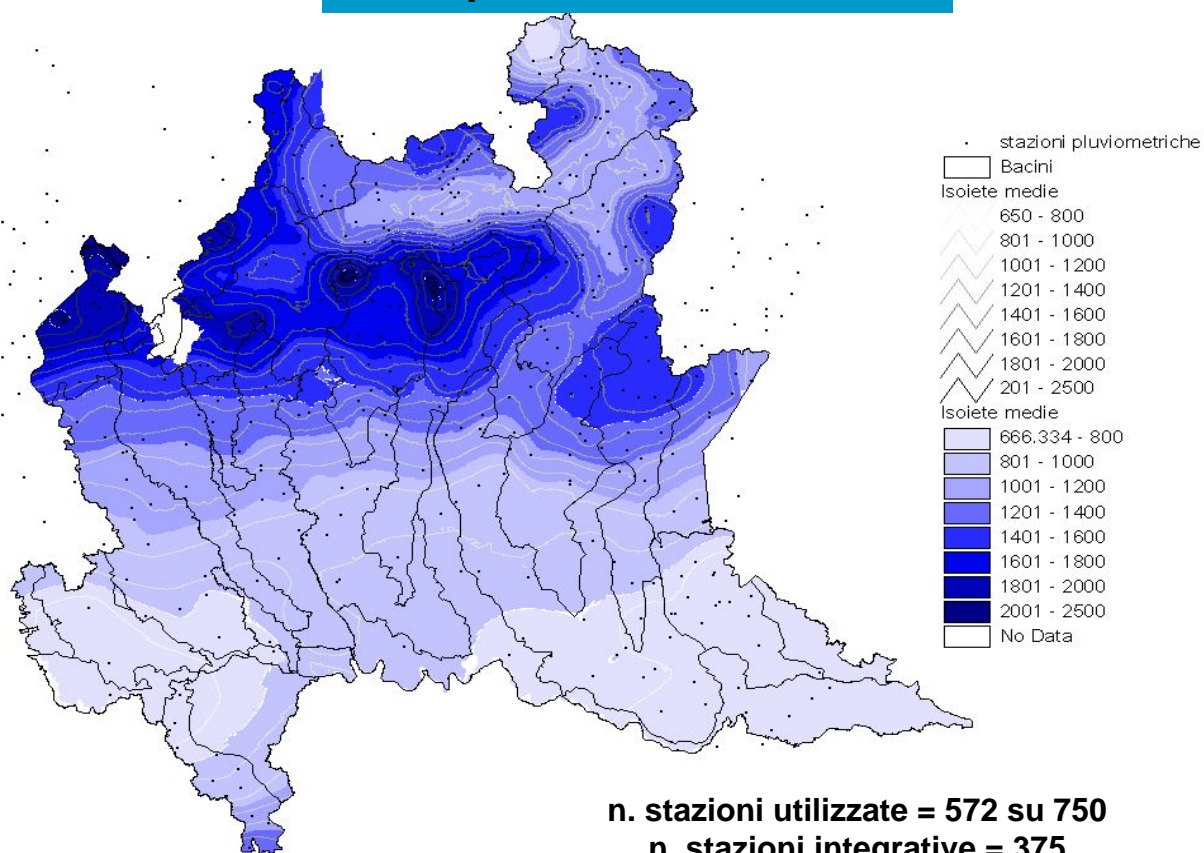 stazioni pluviometriche
Bacini
Isoiete medie
650 - 800
801 - 1000
1001 - 1200
1201 - 1400
1401 - 1600
1601 - 1800
1801 - 2000
201 - 2500
Isoiete medie
666.334 - 800
801 - 1000
1001 - 1200
1201 - 1400
1401 - 1600
1601 - 1800
1801 - 2000
2001 - 2500
No Data
n. stazioni utilizzate = 572 su 750
n. stazioni integrative = 375